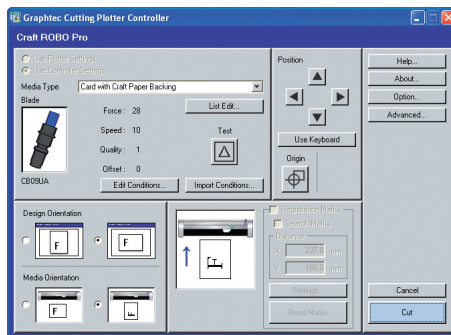 Graphtec Cutting Plotter Controller
Craft ROBO Pro
Use Plotter Settings
Use Controller Settings
Media Type
Card with Craft Paper Backing
Blade
Force : 28
Speed : 10
Quality : 1
Offset : 0
CB09UA
List Edit...
Test
Edit Conditions...
Import Conditions...
Position
Use Keyboard
Origin
Help...
About...
Option...
Advanced...
Design Orientation
F
F
Media Orientation
F
F
F
Registration Marks
Search Marks
Distance
X 237.0 mm
Y 180.0 mm
Settings...
Read Marks
Cancel
Cut